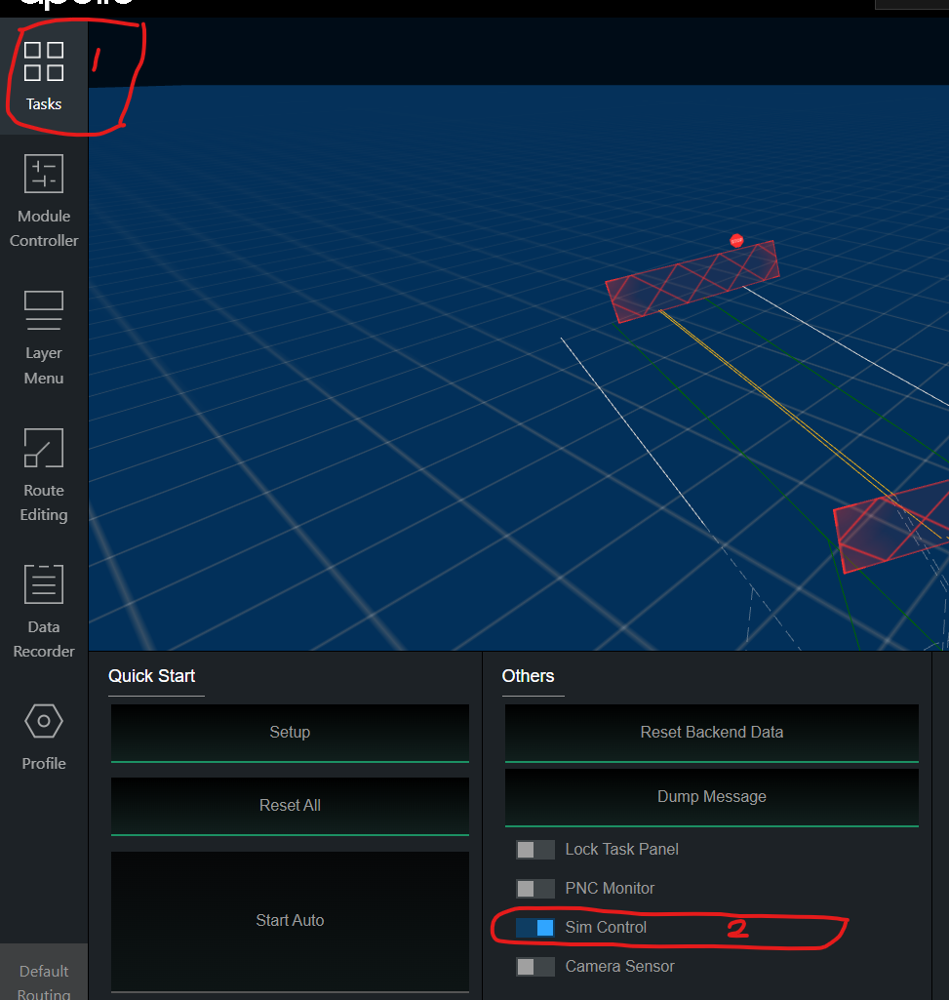 apollo
Tasks
1
Module
Controller
Layer
Menu
Route
Editing
Data
Recorder
Profile
Default
Routing
Quick Start
Setup
Reset All
Start Auto
Others
Reset Backend Data
Dump Message
Lock Task Panel
PNC Monitor
Sim Control 2
Camera Sensor